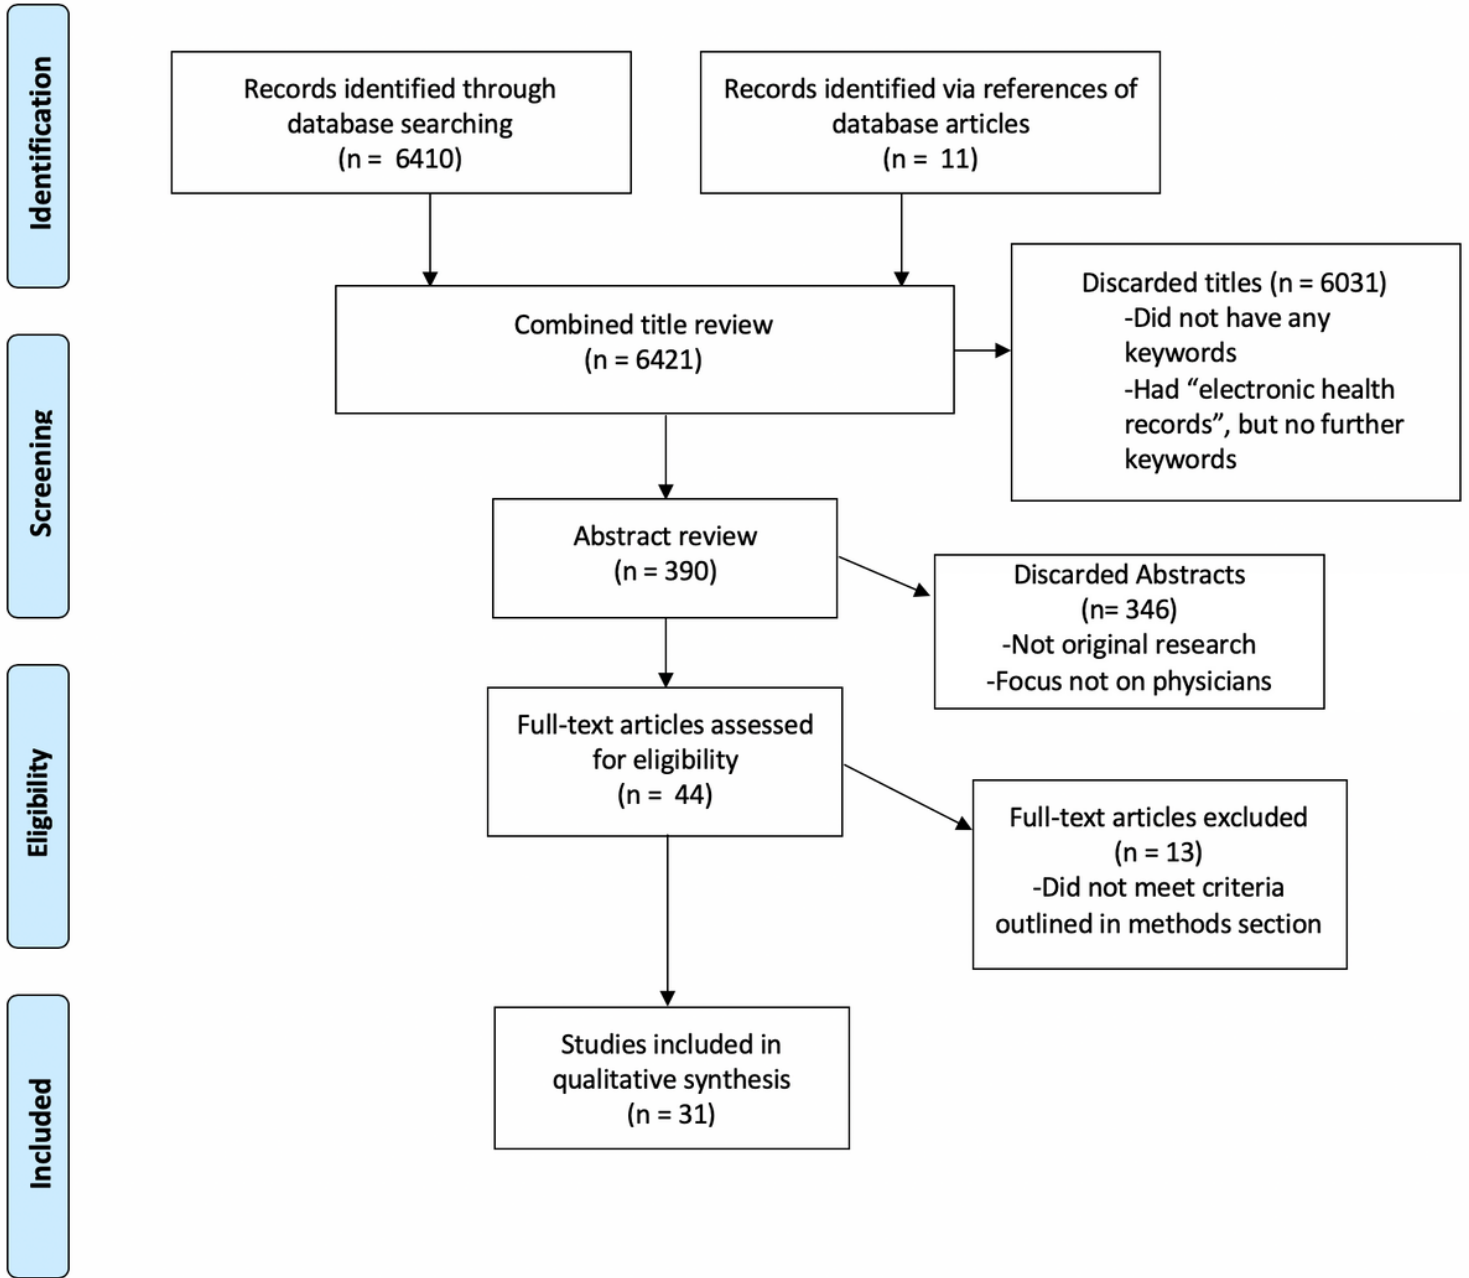 Identification
Records identified through
database searching
(n = 6410)
Records identified via references of
database articles
(n = 11)
Combined title review
(n = 6421)
Discarded titles (n = 6031)
-Did not have any
keywords
-Had “electronic health
records”, but no further
keywords
Screening
Abstract review
(n = 390)
Discarded Abstracts
(n= 346)
-Not original research
-Focus not on physicians
Eligibility
Full-text articles assessed
for eligibility
(n = 44)
Full-text articles excluded
(n = 13)
-Did not meet criteria
outlined in methods section
Included
Studies included in
qualitative synthesis
(n = 31)